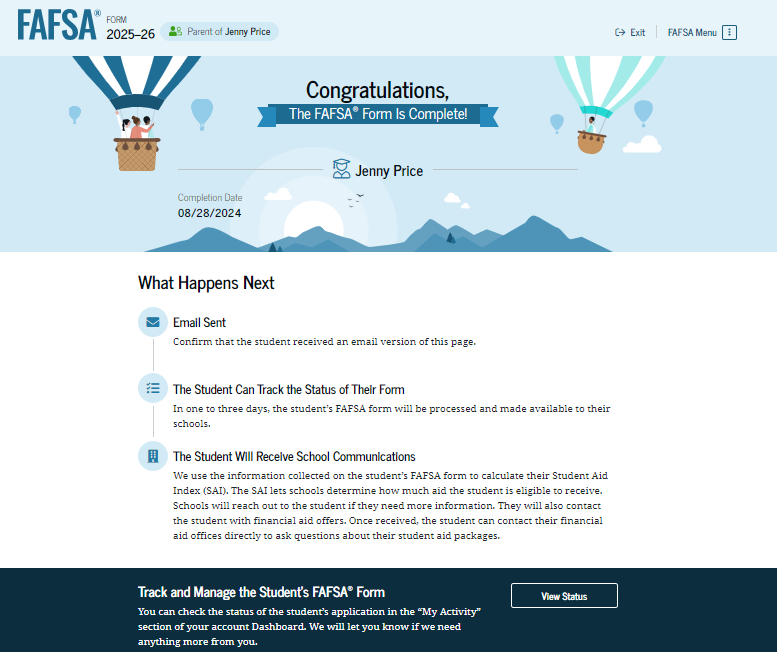 FAFSA® FORM
2025–26
Parent of Jenny Price
Exit
FAFSA Menu
Congratulations,
The FAFSA® Form Is Complete!
Jenny Price
Completion Date
08/28/2024
What Happens Next
Email Sent
Confirm that the student received an email version of this page.
The Student Can Track the Status of Their Form
In one to three days, the student's FAFSA form will be processed and made available to their
schools.
The Student Will Receive School Communications
We use the information collected on the student's FAFSA form to calculate their Student Aid
Index (SAI). The SAI lets schools determine how much aid the student is eligible to receive.
Schools will reach out to the student if they need more information. They will also contact
the student with financial aid offers. Once received, the student can contact their financial
aid offices directly to ask questions about their student aid packages.
Track and Manage the Student's FAFSA® Form
You can check the status of the student's application in the “My Activity”
section of your account Dashboard. We will let you know if we need
anything more from you.
View Status